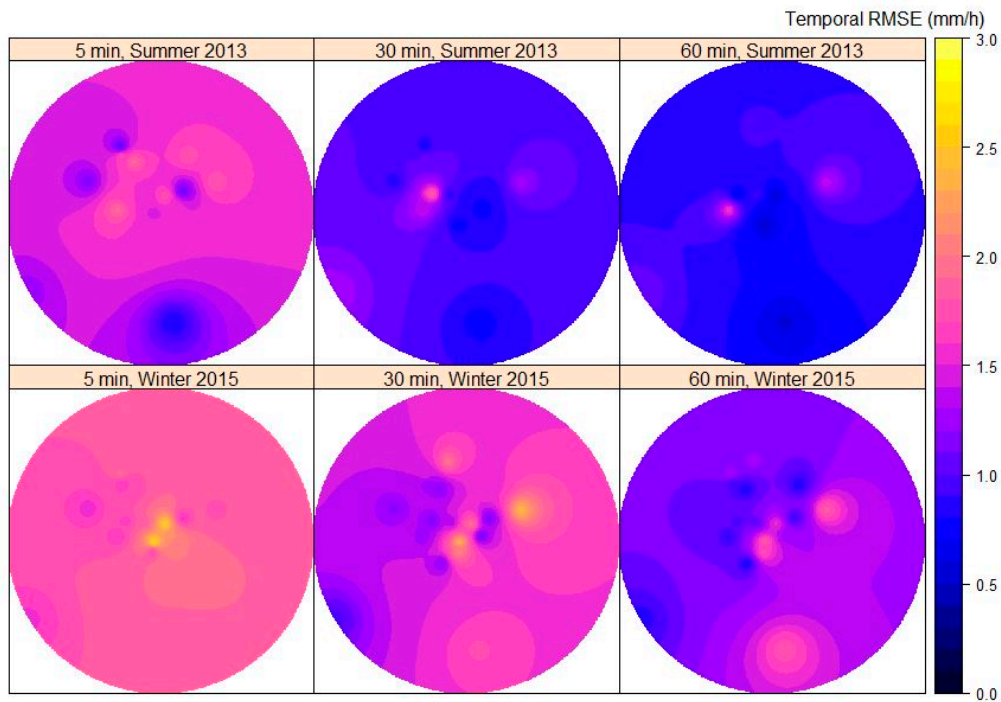 Temporal RMSE (mm/h)
5 min, Summer 2013
30 min, Summer 2013
60 min, Summer 2013
5 min, Winter 2015
30 min, Winter 2015
60 min, Winter 2015
3.0
2.5
2.0
1.5
1.0
0.5
0.0